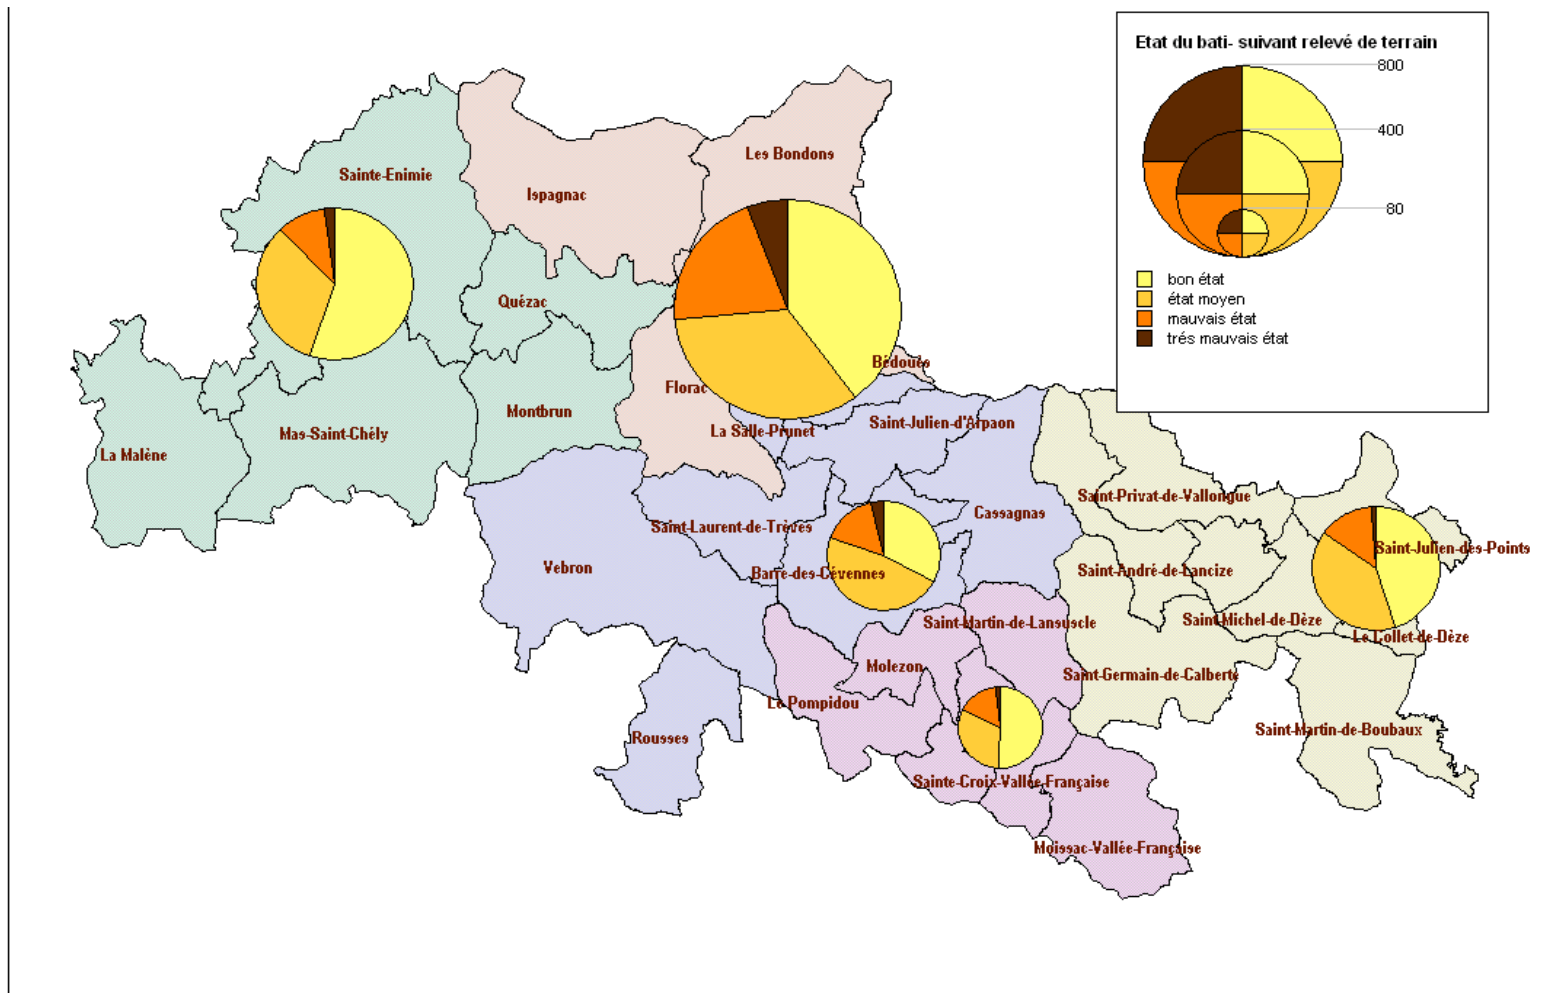 Etat du bati- suivant relevé de terrain
800
400
80
bon état
état moyen
mauvais état
trés mauvais état
Les Bondons
Sainte-Enimie
Ispagnac
Quézac
Bédoués
Florac
Montbrun
La Salle-Prunet
Saint-Julien-d'Arpaon
Mas-Saint-Chély
La Malène
Saint-Privat-de-Vallongue
Cassagnas
Saint-Laurent-de-Trèves
Saint-Julien-des-Points
Vebron
Barre-des-Cévennes
Saint-André-de-Lancize
Saint-Martin-de-Lansuscle
Saint-Michel-de-Dèze
Le Collet-de-Dèze
Molezon
Saint-Germain-de-Calberte
Le Pompidou
Saint-Martin-de-Boubaux
Rousses
Sainte-Croix-Vallée-Française
Moissac-Vallée-Française